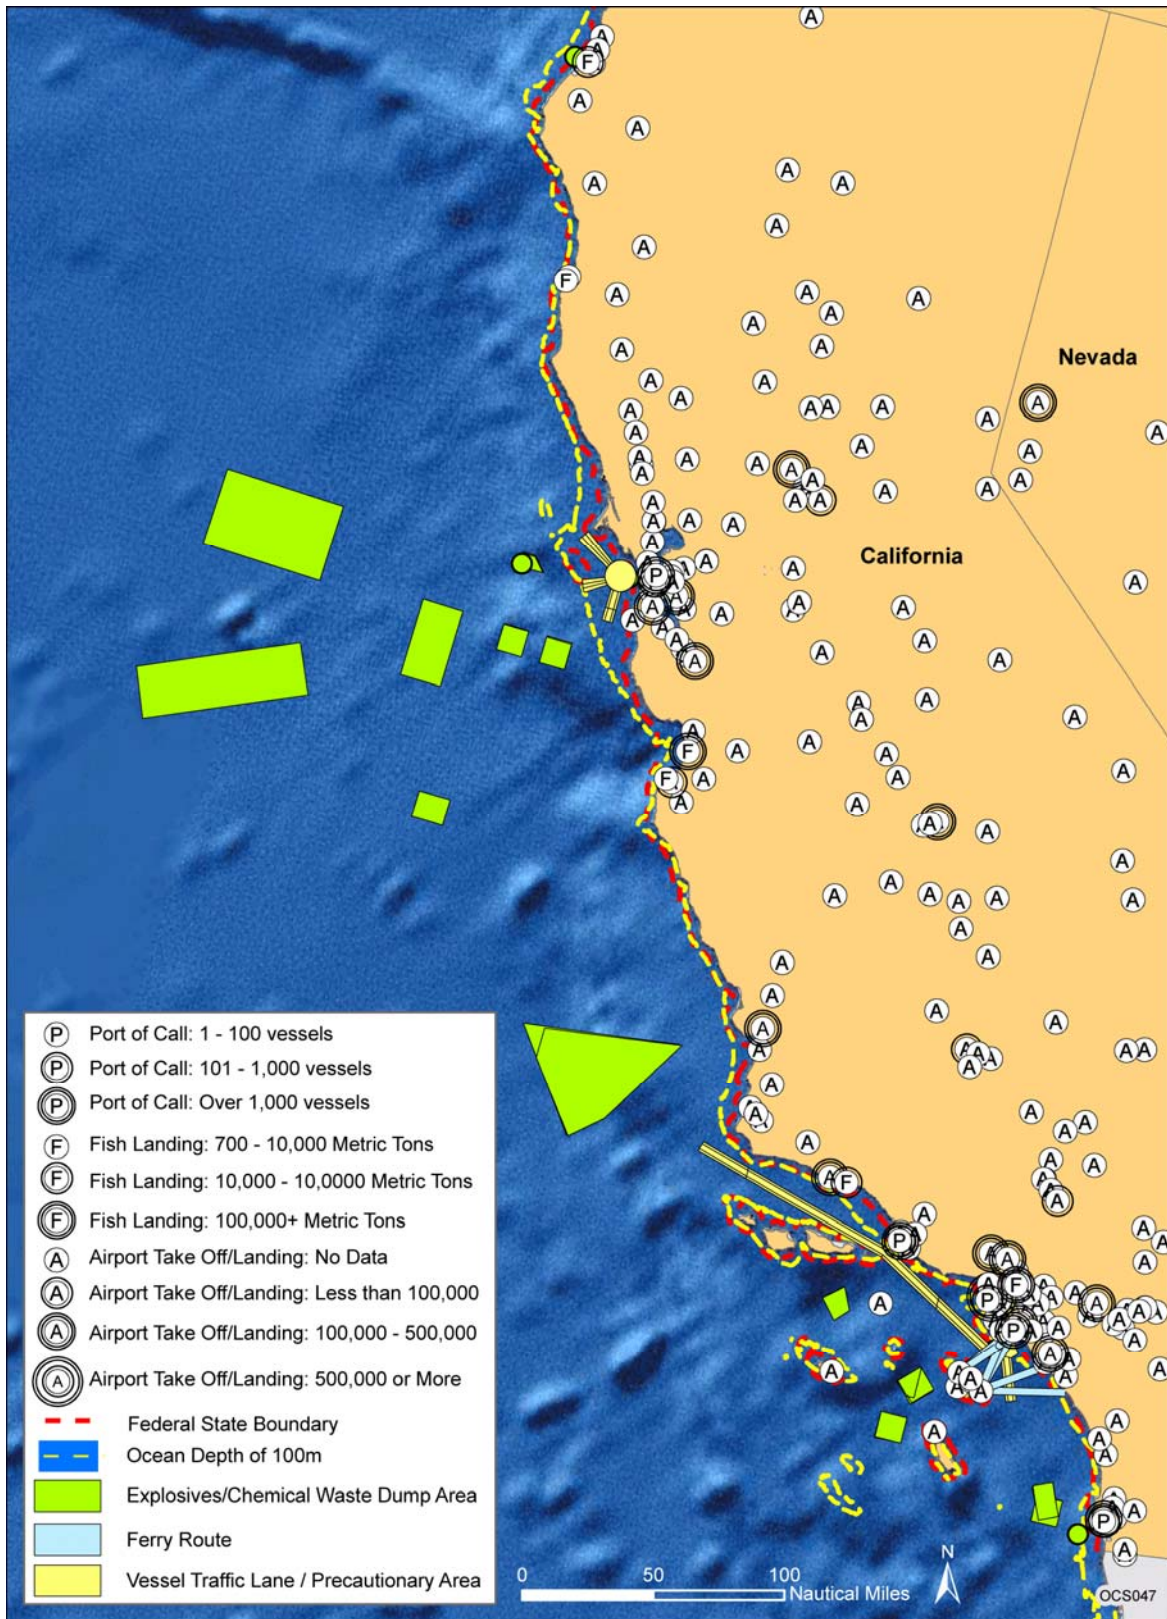 Nevada
California
P Port of Call: 1 - 100 vessels
P Port of Call: 101 - 1,000 vessels
P Port of Call: Over 1,000 vessels
F Fish Landing: 700 - 10,000 Metric Tons
F Fish Landing: 10,000 - 10,0000 Metric Tons
F Fish Landing: 100,000+ Metric Tons
A Airport Take Off/Landing: No Data
A Airport Take Off/Landing: Less than 100,000
A Airport Take Off/Landing: 100,000 - 500,000
A Airport Take Off/Landing: 500,000 or More
Federal State Boundary
Ocean Depth of 100m
Explosives/Chemical Waste Dump Area
Ferry Route
Vessel Traffic Lane / Precautionary Area
0 50 100
Nautical Miles
N
OCS047